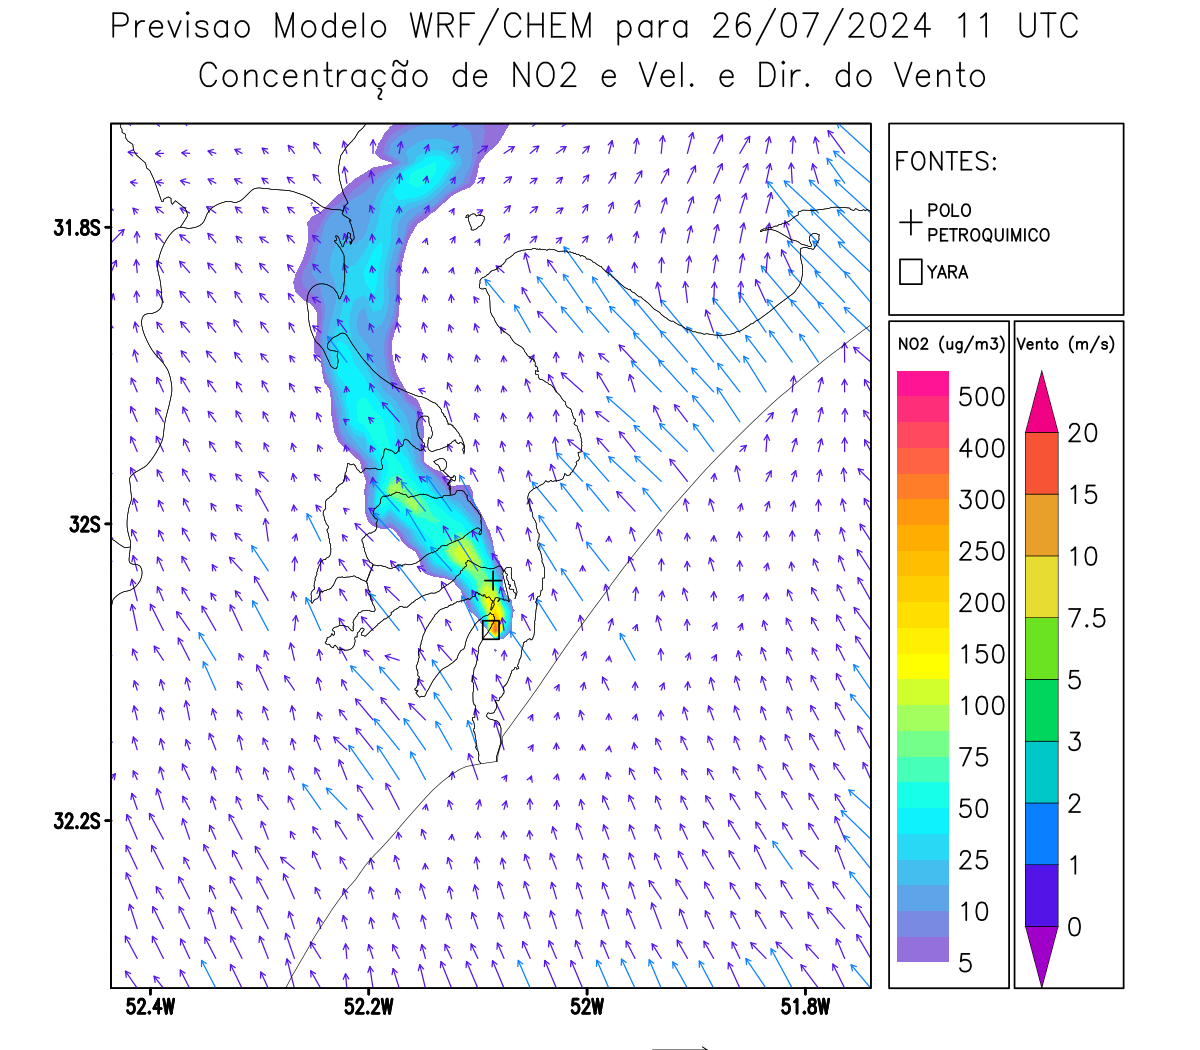 Previsao Modelo WRF/CHEM para 26/07/2024 11 UTC
Concentração de NO2 e Vel. e Dir. do Vento
FONTES:
POLO
PETROQUIMICO
YARA
NO2 (ug/m3)
500
400
300
250
200
150
100
75
50
25
10
5
Vento (m/s)
20
15
10
7.5
5
3
2
1
0
31.8S
32S
32.2S
52.4W 52.2W 52W 51.8W